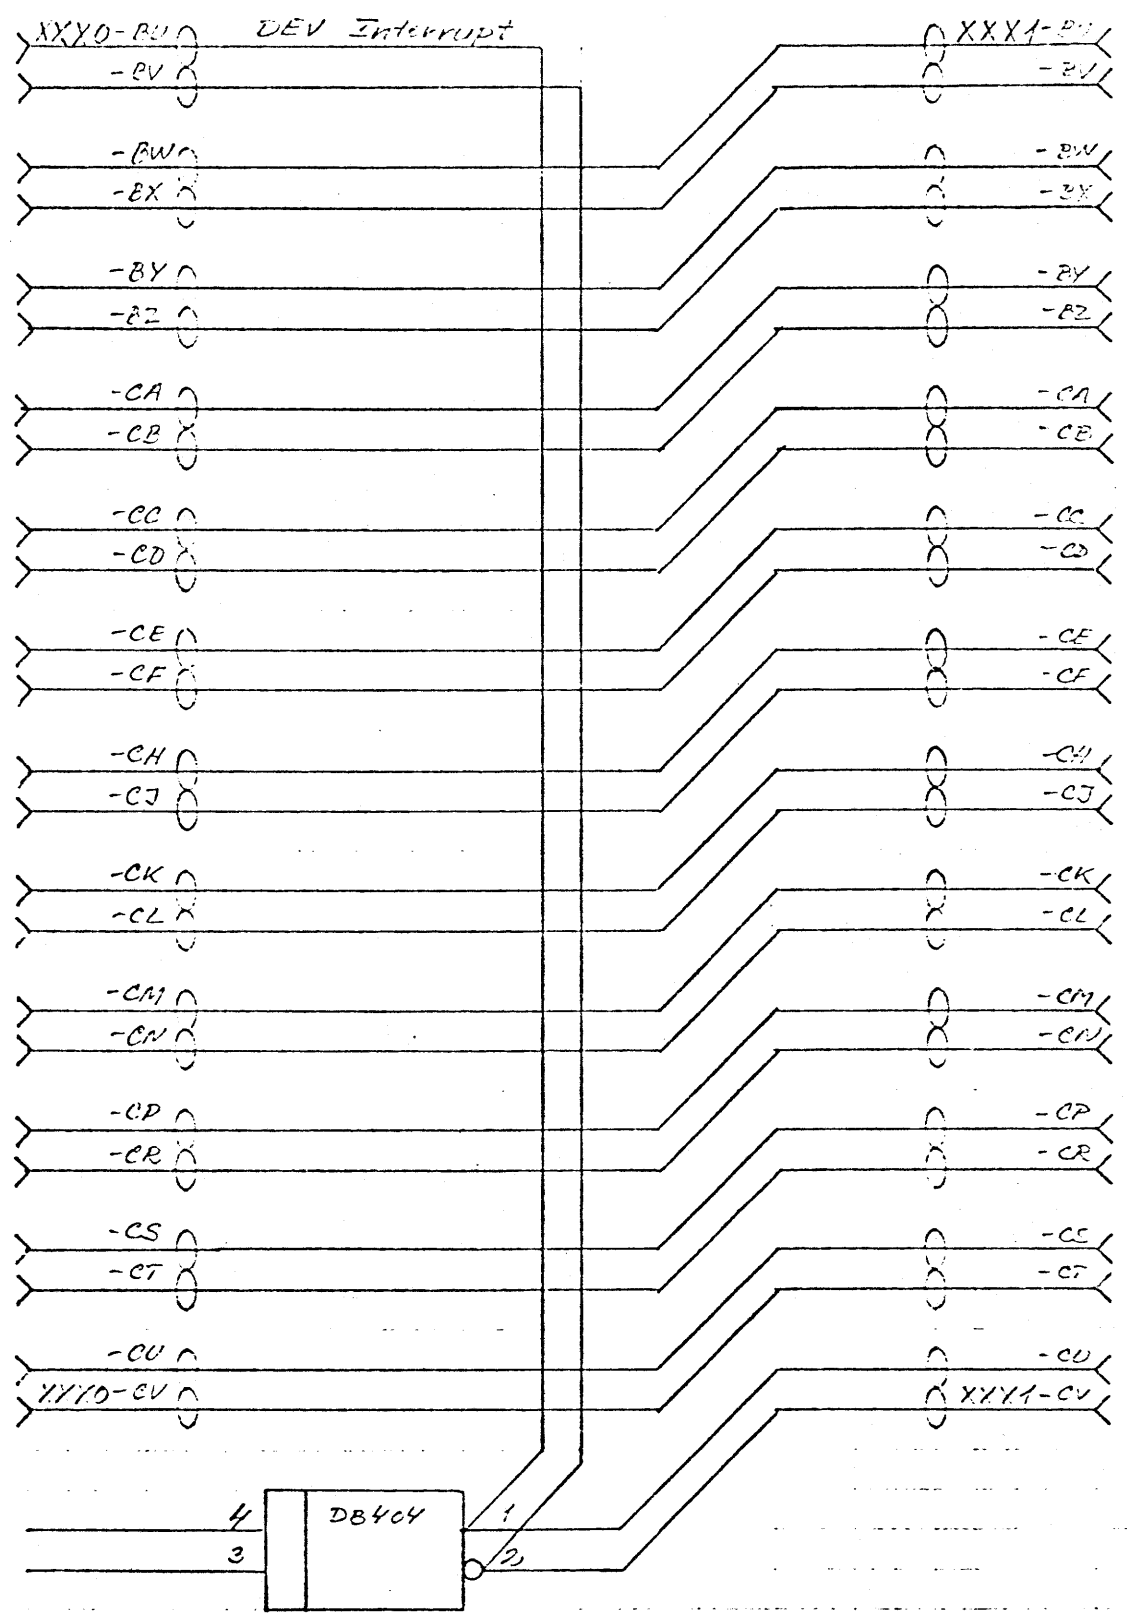 XXX0-BU DEV Interrupt XXX1-BU
-BV -BV
-BW -BW
-BX -BX
-BY -BY
-BZ -BZ
-CA -CA
-CB -CB
-CC -CC
-CD -CD
-CE -CE
-CF -CF
-CH -CH
-CJ -CJ
-CK -CK
-CL -CL
-CM -CM
-CN -CN
-CP -CP
-CR -CR
-CS -CS
-CT -CT
-CU -CU
XXX0-CV XXX1-CV
4 DB404 1
3 2